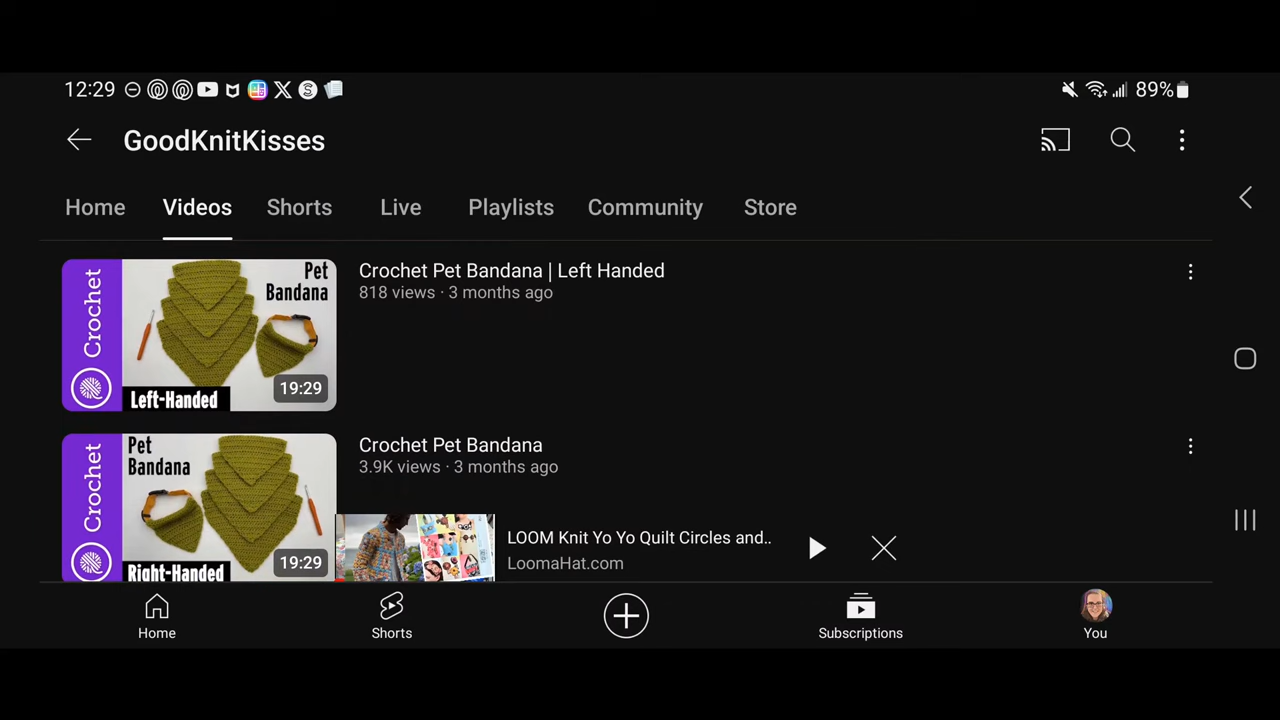 12:29
89%
GoodKnitKisses
Home
Videos
Shorts
Live
Playlists
Community
Store
Crochet
Pet
Bandana
Left-Handed
19:29
Crochet Pet Bandana | Left Handed
818 views · 3 months ago
Crochet
Pet
Bandana
Right-Handed
19:29
Crochet Pet Bandana
3.9K views · 3 months ago
LOOM Knit Yo Yo Quilt Circles and..
LoomaHat.com
Home
Shorts
Subscriptions
You